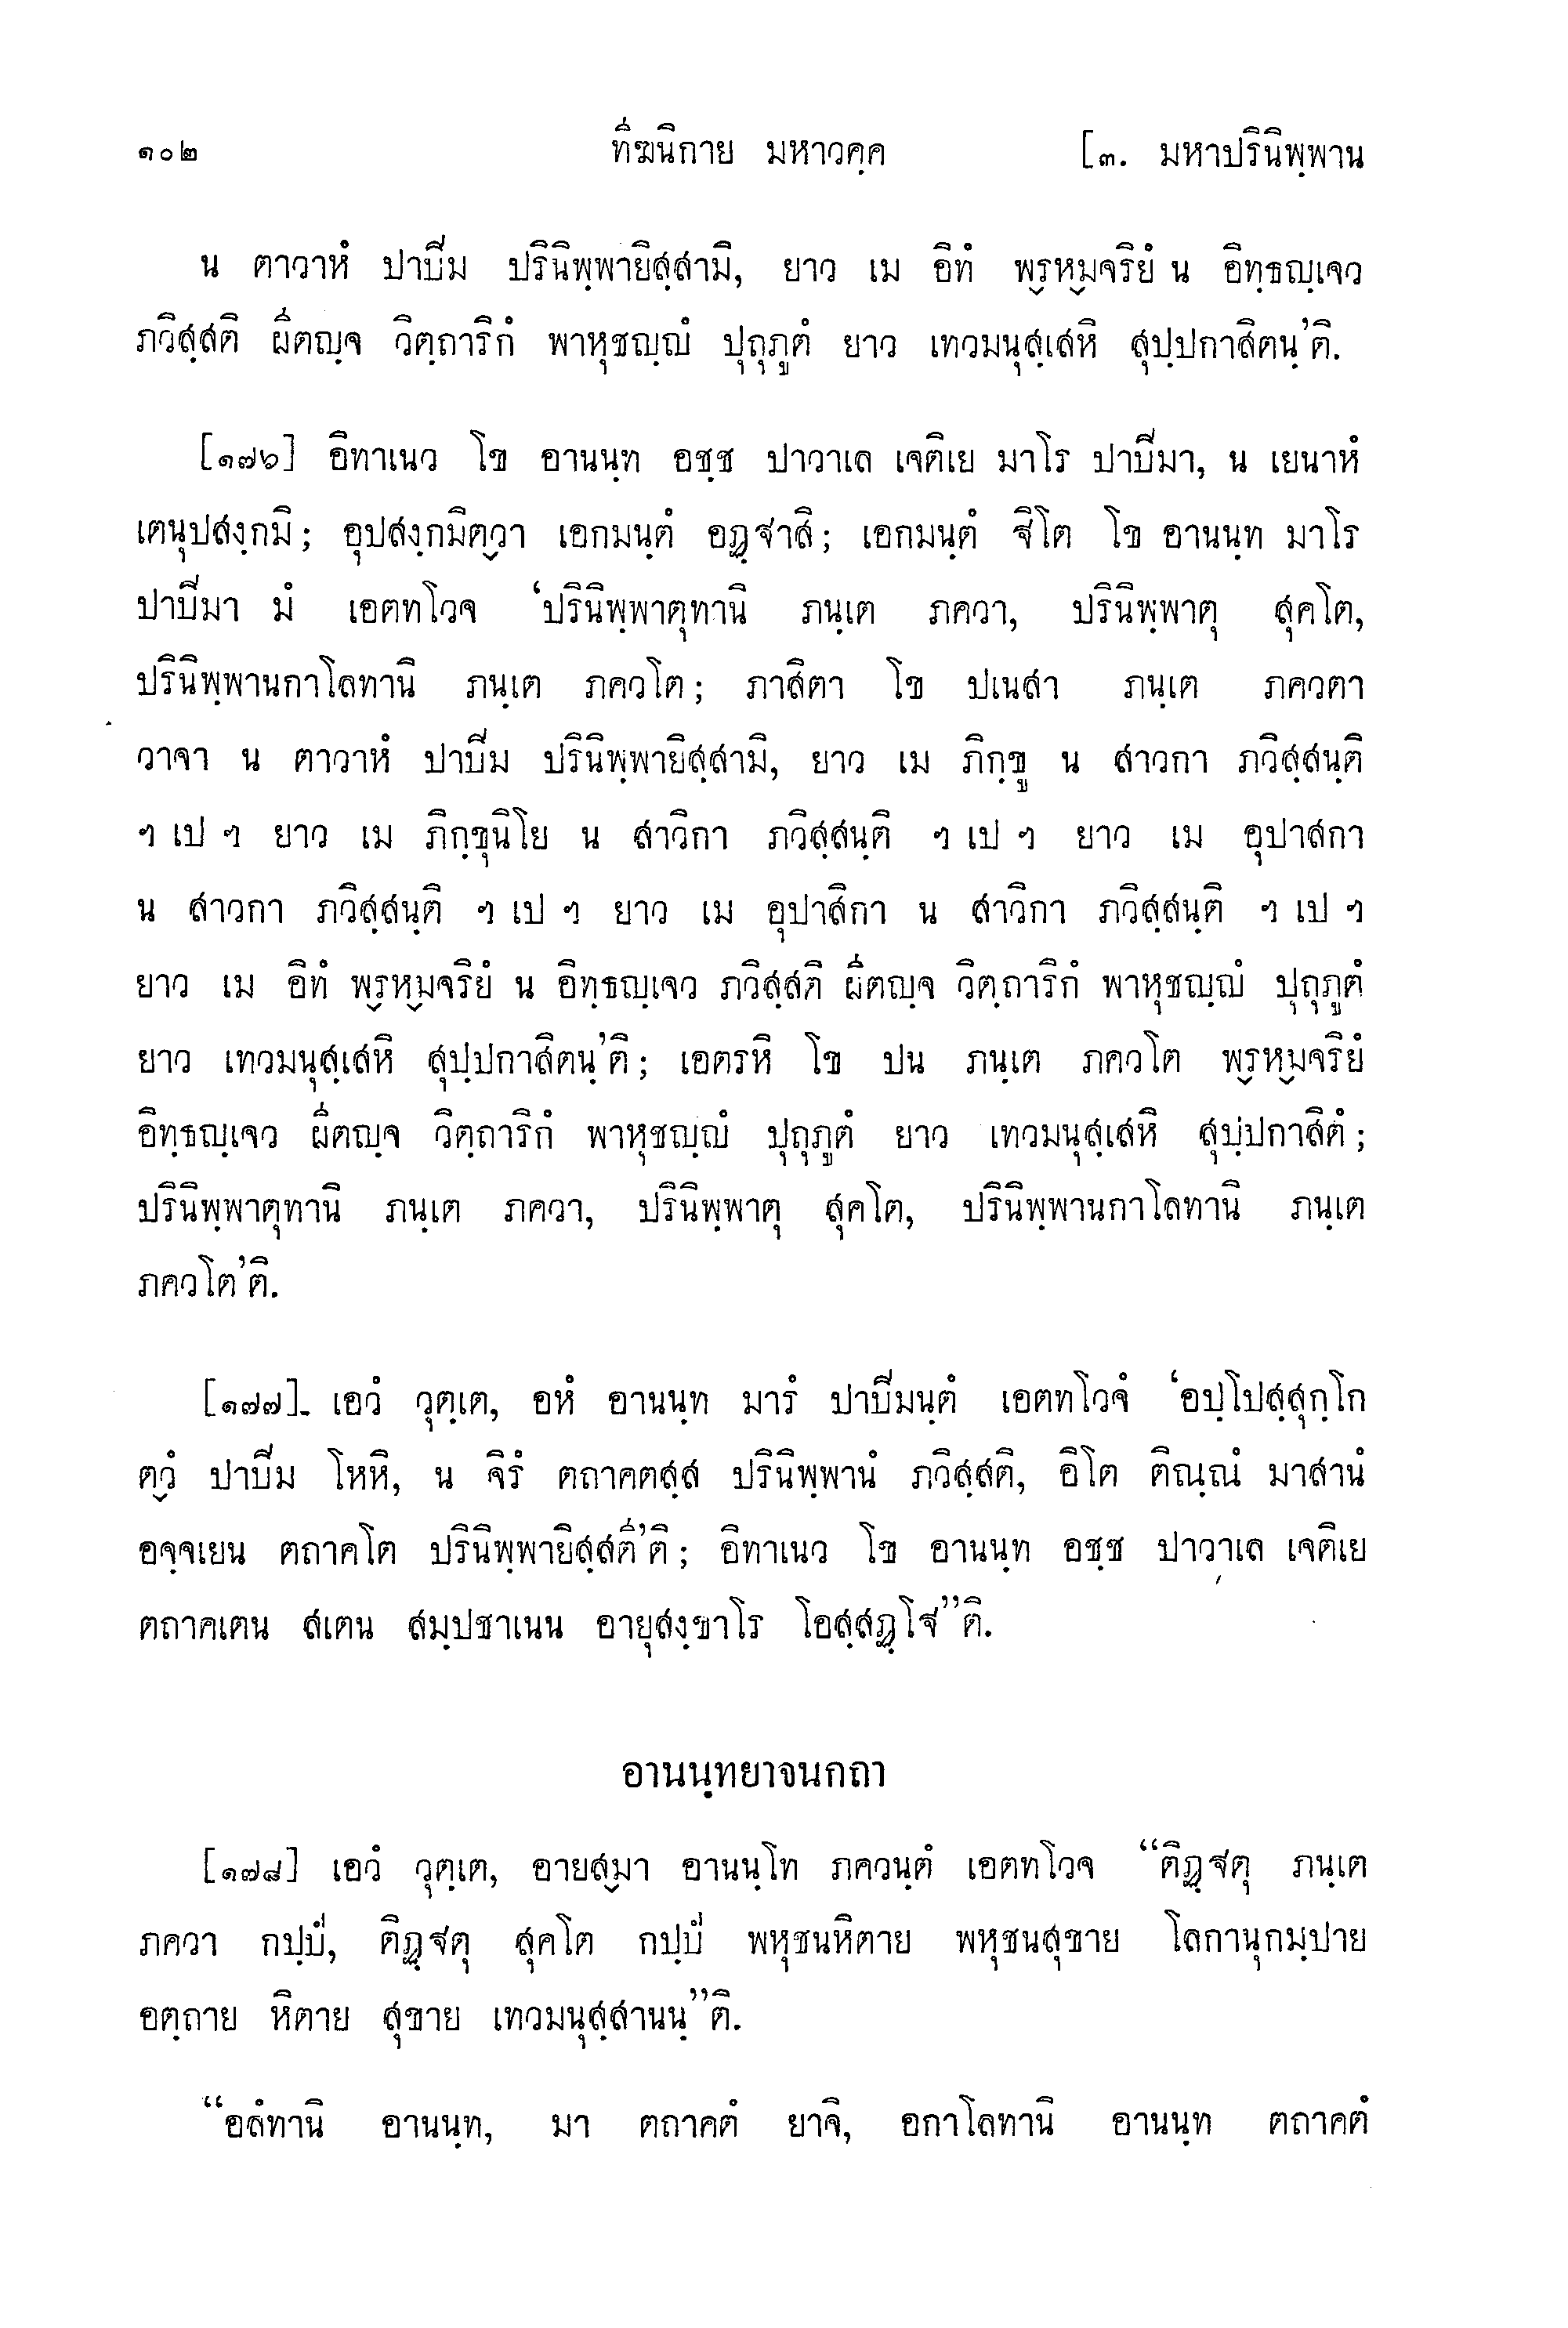 ๑๐๒ ทีฆนิกาย มหาวคฺค [๓. มหาปรินิพฺพาน
น ตาวาหํ ปาปิม ปรินิพฺพายิสฺสามิ, ยาว เม อิทํ พฺรหฺมจริยํ น อิทฺธญฺเจว
ภวิสฺสติ ผีตญฺจ วิตฺถาริกํ พาหุชญฺญํ ปุถุภูตํ ยาว เทวมนุสฺเสหิ สุปฺปกาสิตนฺ’ติ.
[๑๗๖] อิทาเนว โข อานนฺท อชฺช ปาวาเล เจติเย มาโร ปาปิมา, น เยนาหํ
เตนุปสงฺกมิ; อุปสงฺกมิตฺวา เอกมนฺตํ อฏฺฐาสิ; เอกมนฺตํ ฐิโต โข อานนฺท มาโร
ปาปิมา มํ เอตทโวจ ‘ปรินิพฺพาตุทานิ ภนฺเต ภควา, ปรินิพฺพาตุ สุคโต,
ปรินิพฺพานกาโลทานิ ภนฺเต ภควโต; ภาสิตา โข ปเนสา ภนฺเต ภควตา
วาจา น ตาวาหํ ปาปิม ปรินิพฺพายิสฺสามิ, ยาว เม ภิกฺขู น สาวกา ภวิสฺสนฺติ
ฯ เป ฯ ยาว เม ภิกฺขุนิโย น สาวิกา ภวิสฺสนฺติ ฯ เป ฯ ยาว เม อุปาสกา
น สาวกา ภวิสฺสนฺติ ฯ เป ฯ ยาว เม อุปาสิกา น สาวิกา ภวิสฺสนฺติ ฯ เป ฯ
ยาว เม อิทํ พฺรหฺมจริยํ น อิทฺธญฺเจว ภวิสฺสติ ผีตญฺจ วิตฺถาริกํ พาหุชญฺญํ ปุถุภูตํ
ยาว เทวมนุสฺเสหิ สุปฺปกาสิตนฺ’ติ; เอตรหิ โข ปน ภนฺเต ภควโต พฺรหฺมจริยํ
อิทฺธญฺเจว ผีตญฺจ วิตฺถาริกํ พาหุชญฺญํ ปุถุภูตํ ยาว เทวมนุสฺเสหิ สุปฺปกาสิตํ;
ปรินิพฺพาตุทานิ ภนฺเต ภควา, ปรินิพฺพาตุ สุคโต, ปรินิพฺพานกาโลทานิ ภนฺเต
ภควโต’ติ.
[๑๗๗] เอวํ วุตฺเต, อหํ อานนฺท มารํ ปาปิมนฺตํ เอตทโวจํ ‘อปฺโปสฺสุกฺโก
ตฺวํ ปาปิม โหหิ, น จิรํ ตถาคตสฺส ปรินิพฺพานํ ภวิสฺสติ, อิโต ติณฺณํ มาสานํ
อจฺจเยน ตถาคโต ปรินิพฺพายิสฺสตี’ติ; อิทาเนว โข อานนฺท อชฺช ปาวาเล เจติเย
ตถาคเตน สเตน สมฺปชาเนน อายุสงฺขาโร โอสฺสฏฺโฐ”ติ.
อานนฺทยาจนกถา
[๑๗๘] เอวํ วุตฺเต, อายสฺมา อานนฺโท ภควนฺตํ เอตทโวจ “ติฏฺฐตุ ภนฺเต
ภควา กปฺปํ, ติฏฺฐตุ สุคโต กปฺปํ พหุชนหิตาย พหุชนสุขาย โลกานุกมฺปาย
อตฺถาย หิตาย สุขาย เทวมนุสฺสานนฺ”ติ.
“อลํทานิ อานนฺท, มา ตถาคตํ ยาจิ, อกาโลทานิ อานนฺท ตถาคตํ